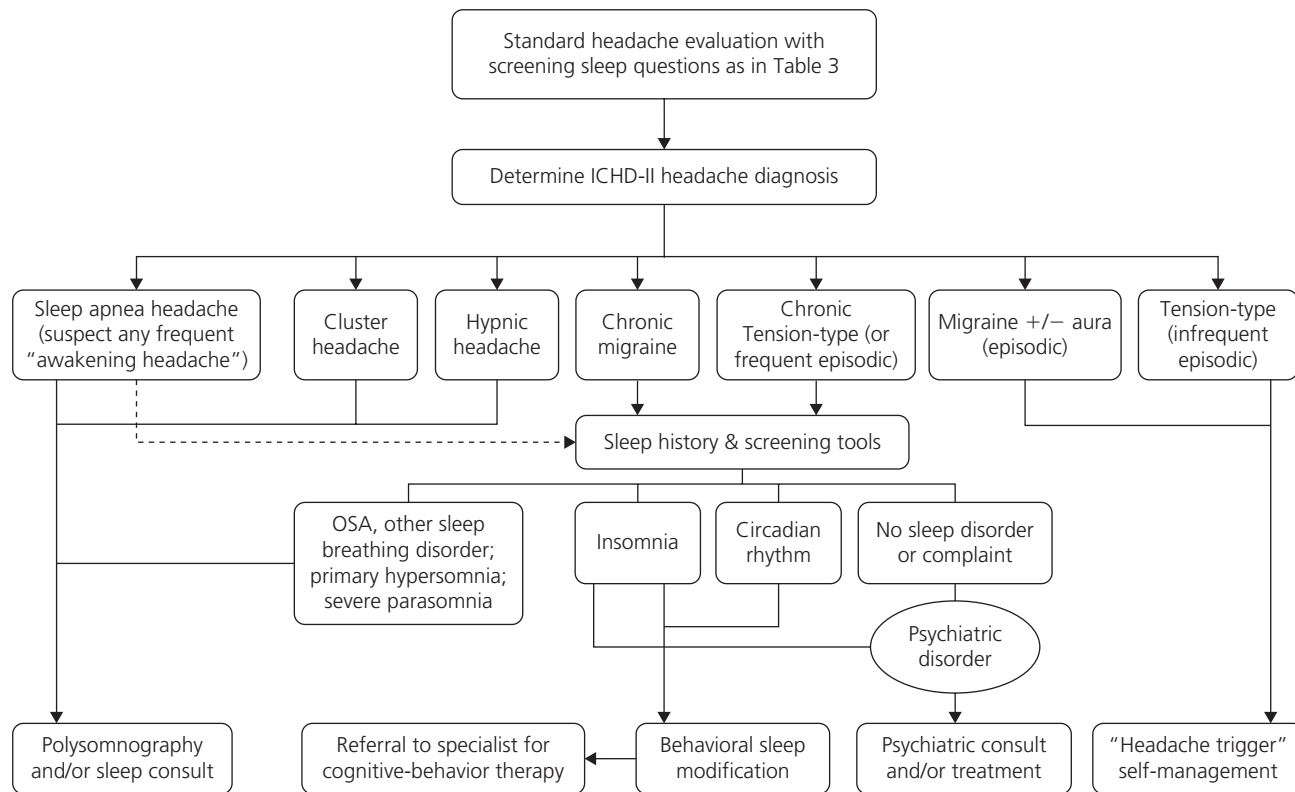 Standard headache evaluation with
screening sleep questions as in Table 3
Determine ICHD-II headache diagnosis
Sleep apnea headache
(suspect any frequent
“awakening headache”)
Cluster
headache
Hypnic
headache
Chronic
migraine
Chronic
Tension-type (or
frequent episodic)
Migraine +/− aura
(episodic)
Tension-type
(infrequent
episodic)
Sleep history & screening tools
OSA, other sleep
breathing disorder;
primary hypersomnia;
severe parasomnia
Insomnia
Circadian
rhythm
No sleep disorder
or complaint
Psychiatric
disorder
Polysomnography
and/or sleep consult
Referral to specialist for
cognitive-behavior therapy
Behavioral sleep
modification
Psychiatric consult
and/or treatment
“Headache trigger”
self-management